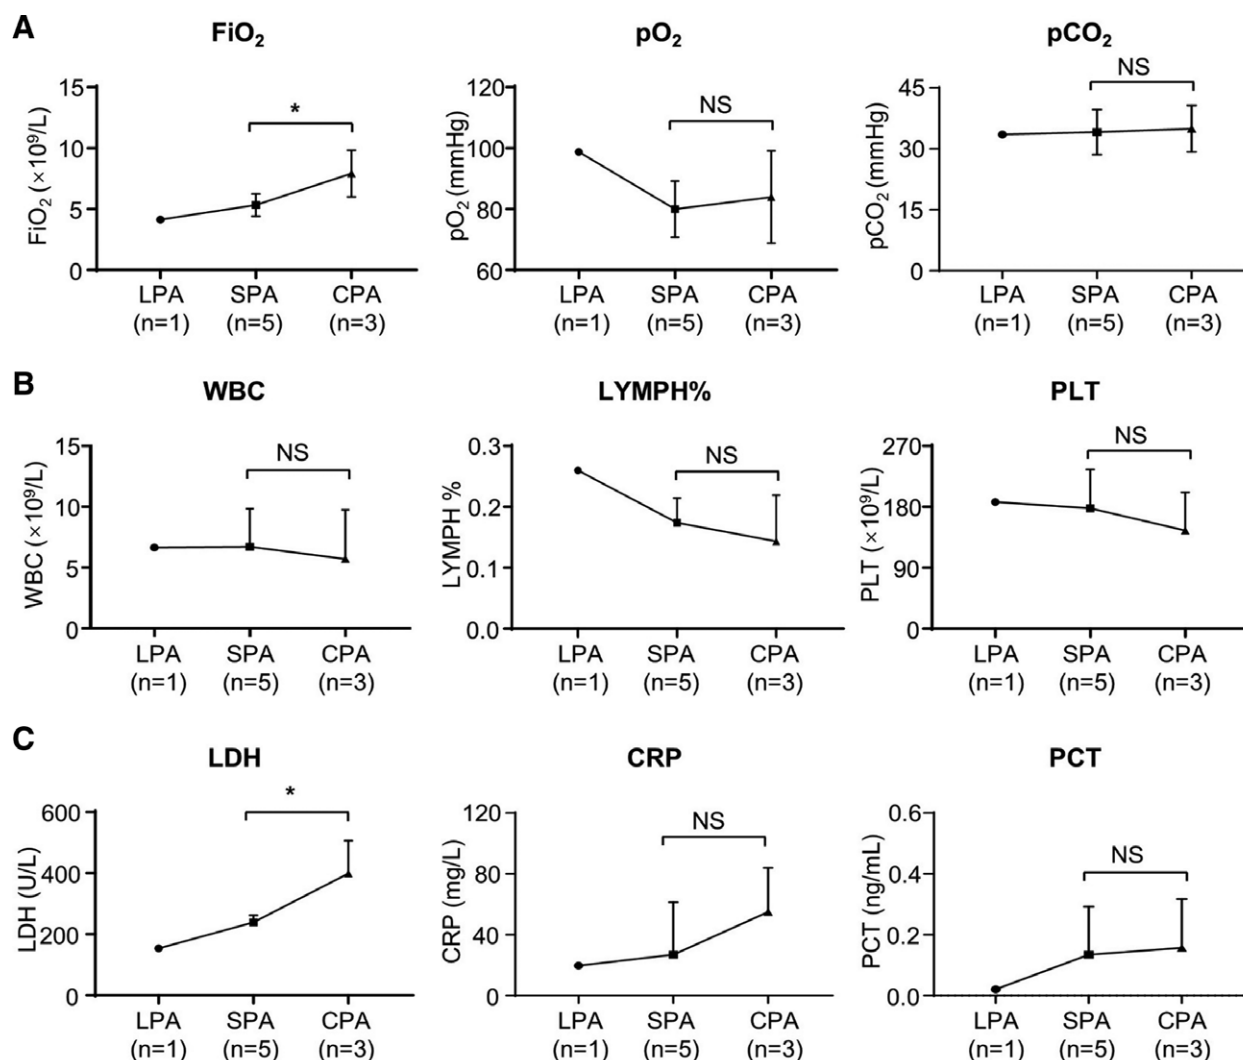 A
FiO₂
pO₂
pCO₂
FiO₂ (×10⁹/L)
15
10
5
0
*
LPA
(n=1)
SPA
(n=5)
CPA
(n=3)
pO₂ (mmHg)
120
100
80
60
NS
LPA
(n=1)
SPA
(n=5)
CPA
(n=3)
pCO₂ (mmHg)
45
30
15
0
NS
LPA
(n=1)
SPA
(n=5)
CPA
(n=3)
B
WBC
LYMPH%
PLT
WBC (×10⁹/L)
15
10
5
0
NS
LPA
(n=1)
SPA
(n=5)
CPA
(n=3)
LYMPH %
0.3
0.2
0.1
0.0
NS
LPA
(n=1)
SPA
(n=5)
CPA
(n=3)
PLT (×10⁹/L)
270
180
90
0
NS
LPA
(n=1)
SPA
(n=5)
CPA
(n=3)
C
LDH
CRP
PCT
LDH (U/L)
600
400
200
0
*
LPA
(n=1)
SPA
(n=5)
CPA
(n=3)
CRP (mg/L)
120
80
40
0
NS
LPA
(n=1)
SPA
(n=5)
CPA
(n=3)
PCT (ng/mL)
0.6
0.4
0.2
0.0
NS
LPA
(n=1)
SPA
(n=5)
CPA
(n=3)